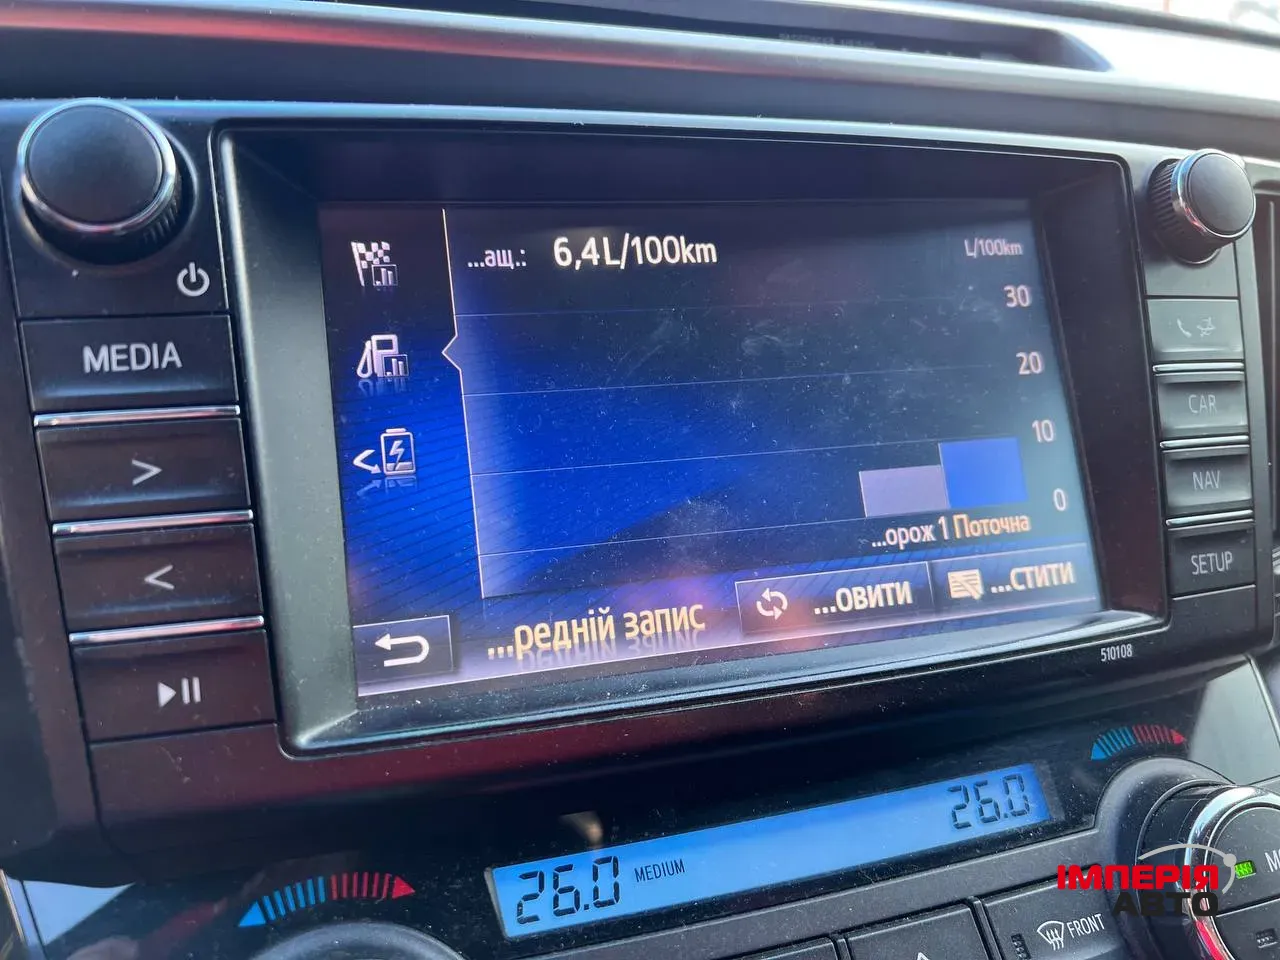 MEDIA
...ащ.: 6,4L/100km
L/100km
30
20
10
0
...орож 1 Поточна
...редній запис
...овити
...стити
510108
CAR
NAV
SETUP
26.0 MEDIUM
26.0
FRONT
ІМПЕРІЯ
АВТО